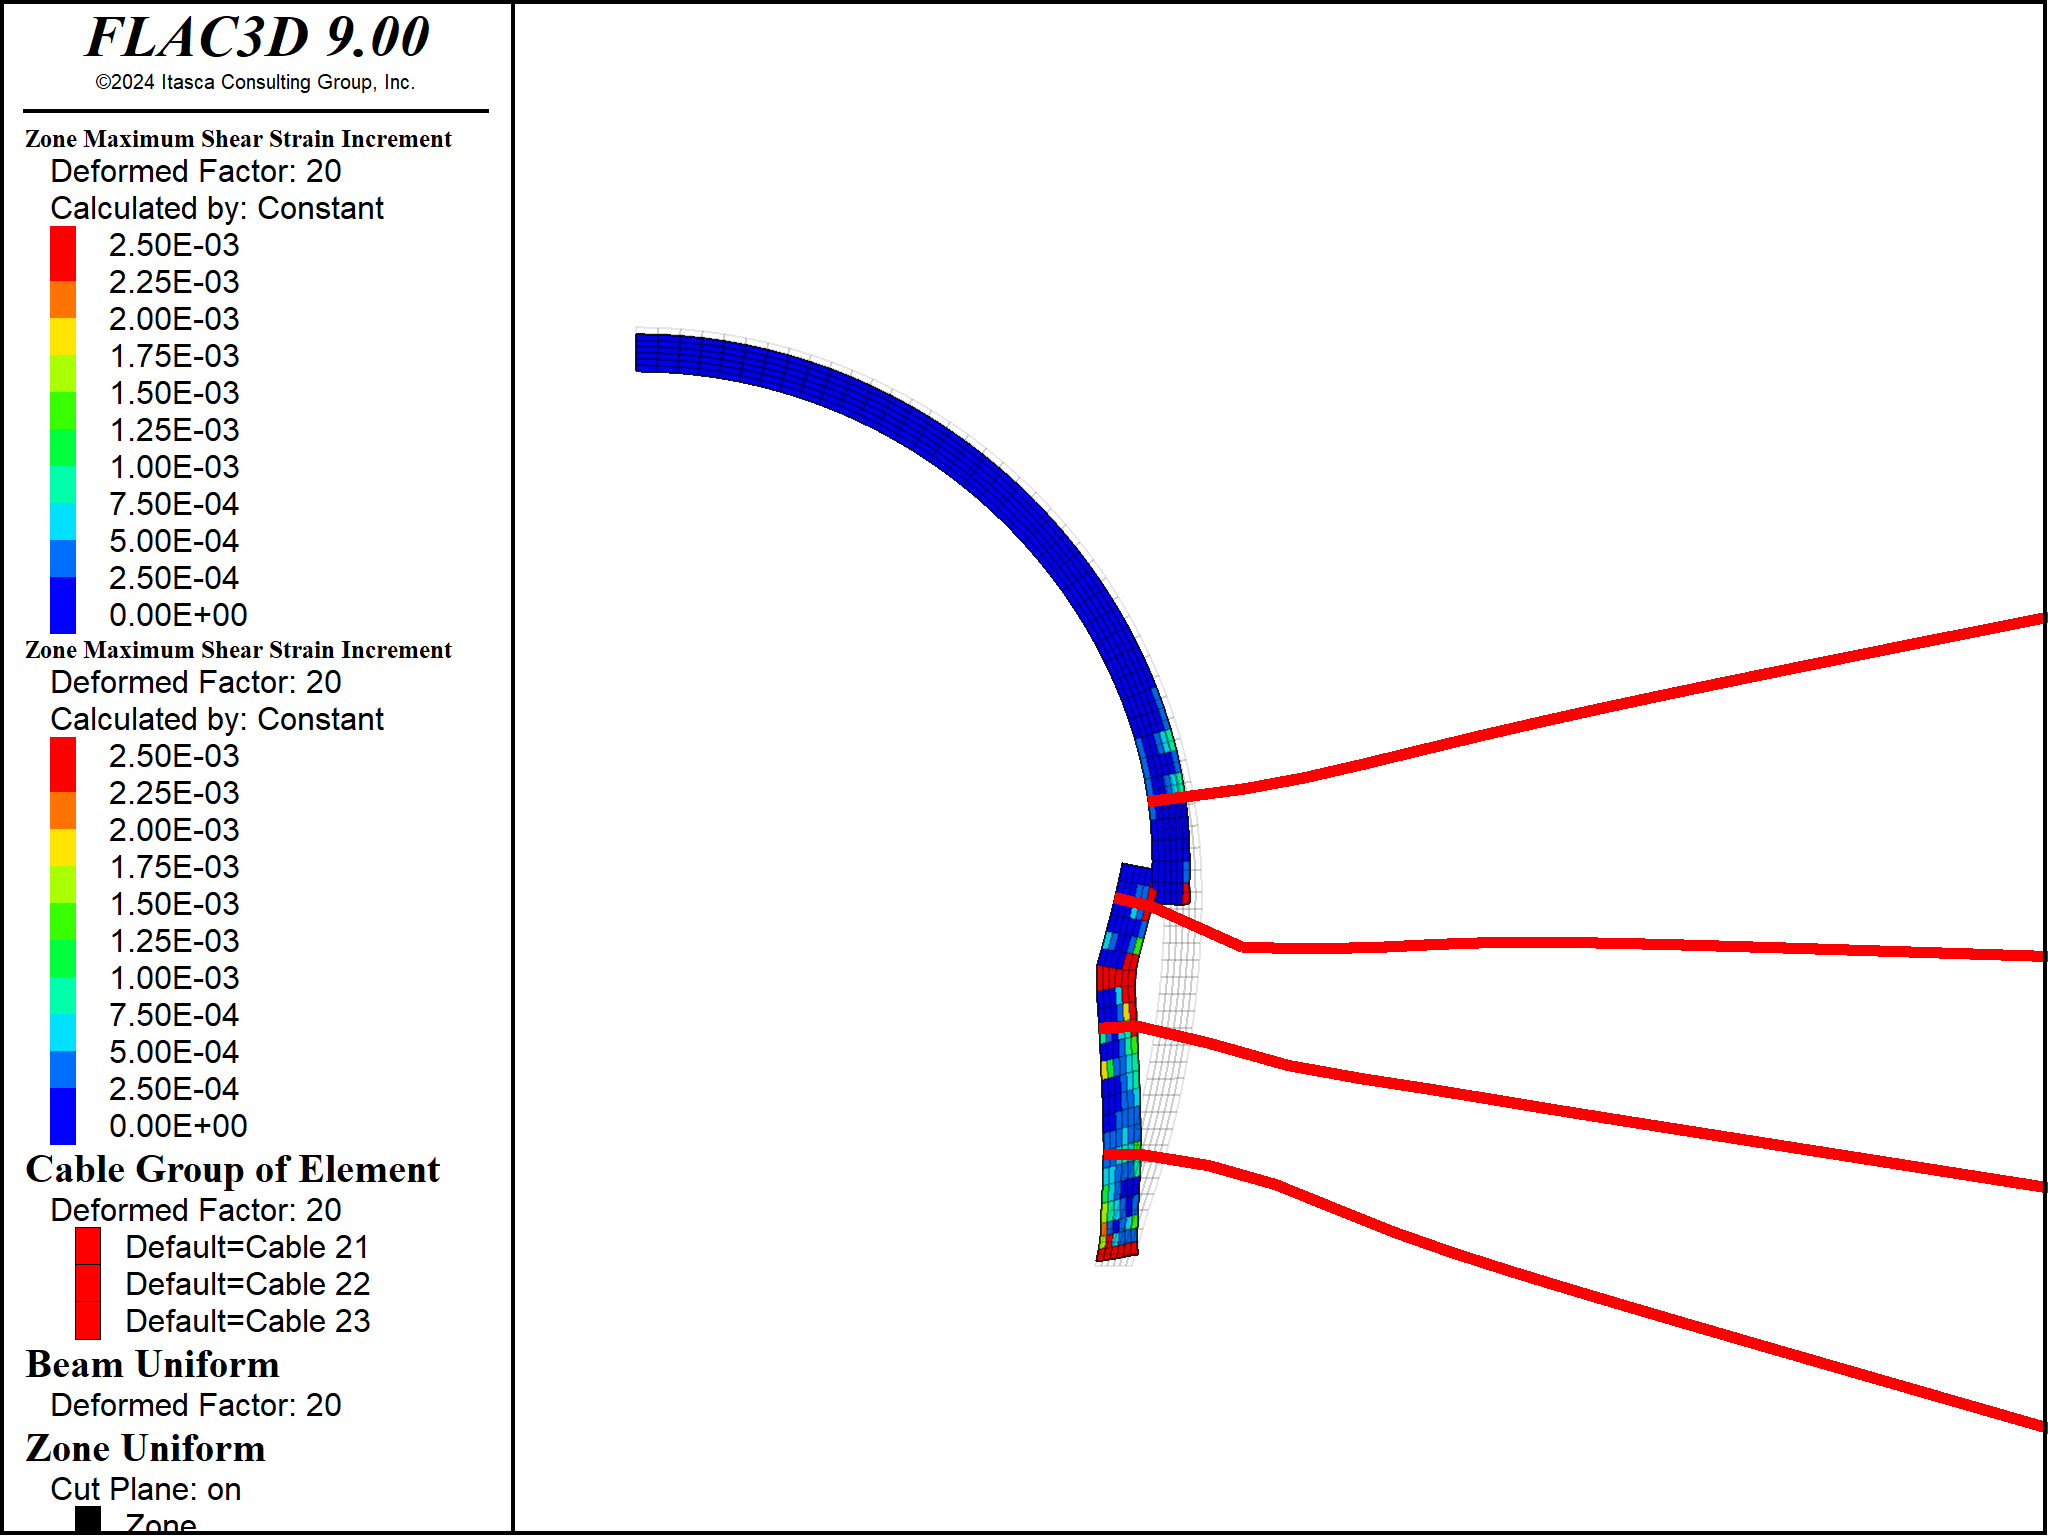 FLAC3D 9.00
©2024 Itasca Consulting Group, Inc.
Zone Maximum Shear Strain Increment
Deformed Factor: 20
Calculated by: Constant
2.50E-03
2.25E-03
2.00E-03
1.75E-03
1.50E-03
1.25E-03
1.00E-03
7.50E-04
5.00E-04
2.50E-04
0.00E+00
Zone Maximum Shear Strain Increment
Deformed Factor: 20
Calculated by: Constant
2.50E-03
2.25E-03
2.00E-03
1.75E-03
1.50E-03
1.25E-03
1.00E-03
7.50E-04
5.00E-04
2.50E-04
0.00E+00
Cable Group of Element
Deformed Factor: 20
Default=Cable 21
Default=Cable 22
Default=Cable 23
Beam Uniform
Deformed Factor: 20
Zone Uniform
Cut Plane: on
Zone